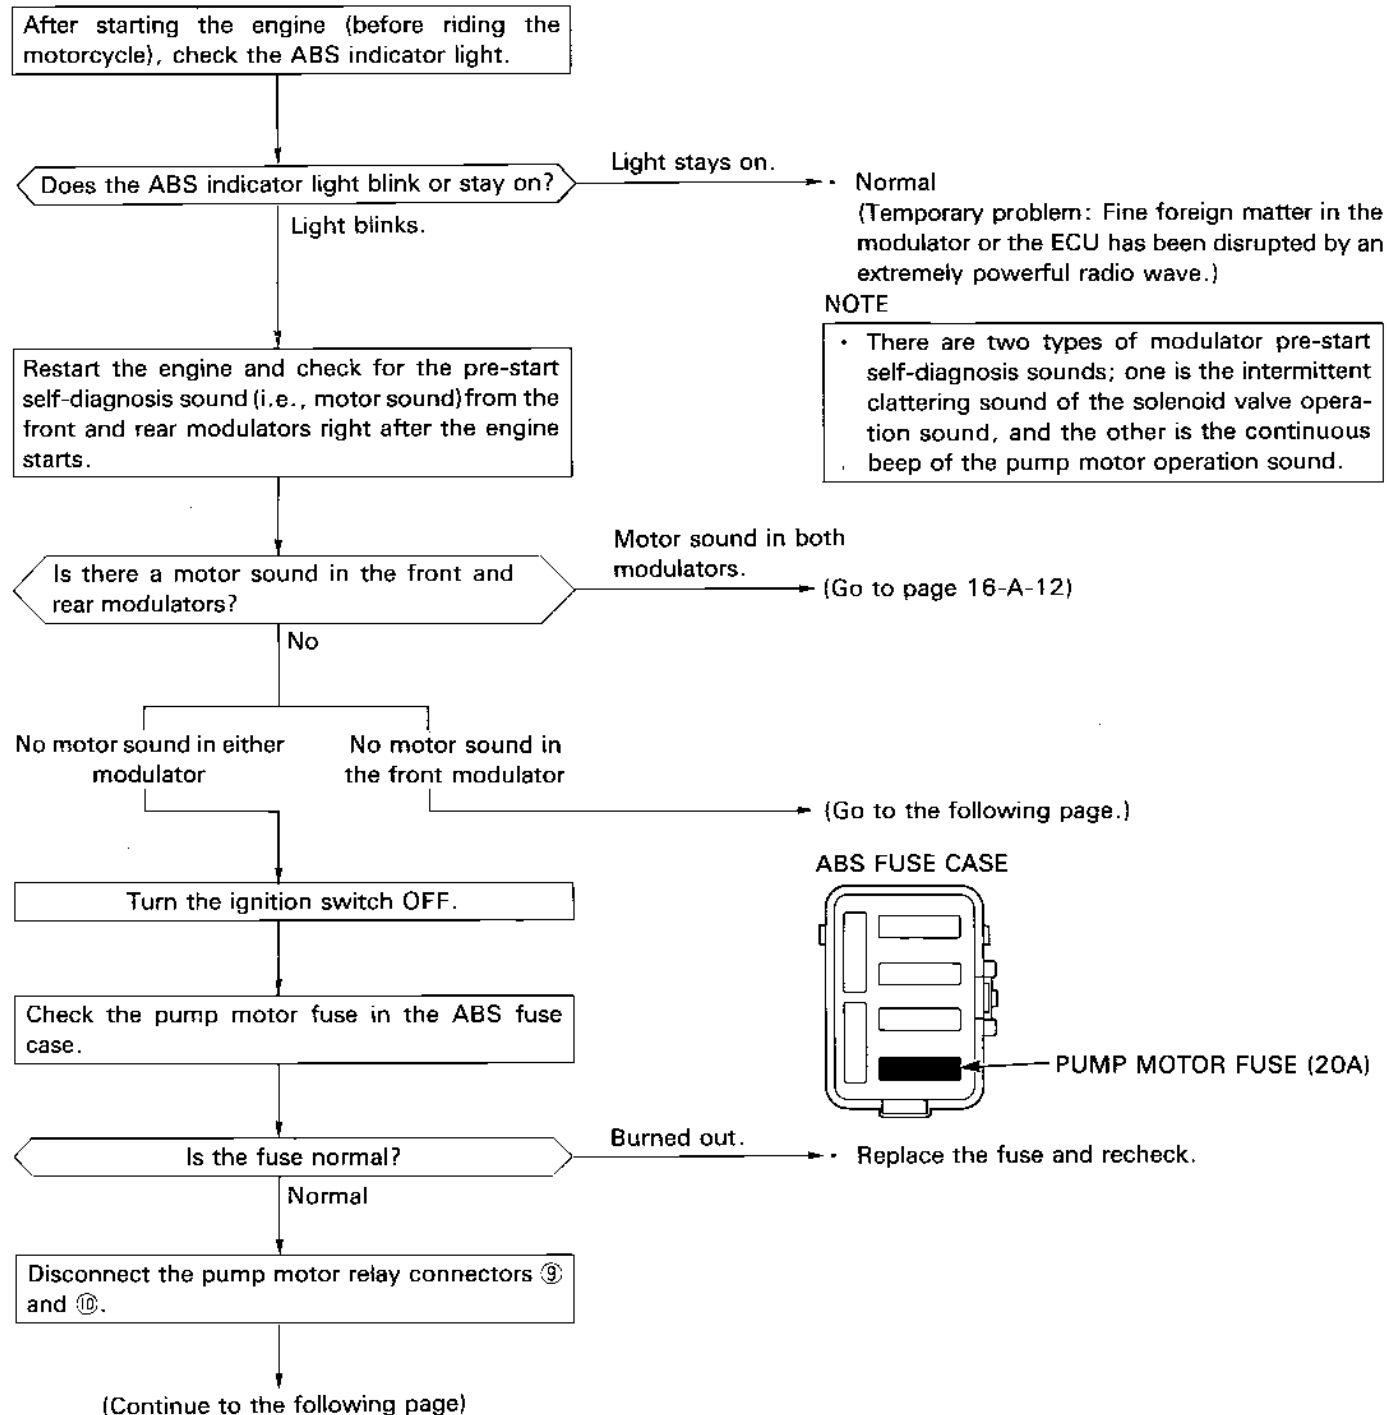 After starting the engine (before riding the
motorcycle), check the ABS indicator light.
Does the ABS indicator light blink or stay on?
Light stays on.
· Normal
(Temporary problem: Fine foreign matter in the
modulator or the ECU has been disrupted by an
extremely powerful radio wave.)
Light blinks.
NOTE
· There are two types of modulator pre-start
self-diagnosis sounds; one is the intermittent
clattering sound of the solenoid valve opera-
tion sound, and the other is the continuous
beep of the pump motor operation sound.
Restart the engine and check for the pre-start
self-diagnosis sound (i.e., motor sound) from the
front and rear modulators right after the engine
starts.
Is there a motor sound in the front and
rear modulators?
Motor sound in both
modulators.
(Go to page 16-A-12)
No
No motor sound in either
modulator
No motor sound in
the front modulator
(Go to the following page.)
Turn the ignition switch OFF.
ABS FUSE CASE
PUMP MOTOR FUSE (20A)
Check the pump motor fuse in the ABS fuse
case.
Is the fuse normal?
Burned out.
· Replace the fuse and recheck.
Normal
Disconnect the pump motor relay connectors ⑨
and ⑩.
(Continue to the following page)